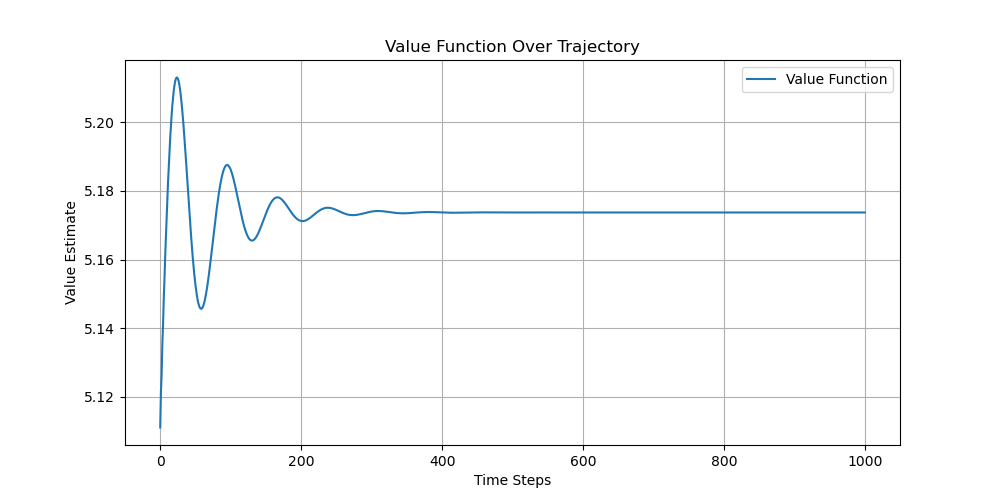 Value Function Over Trajectory
Value Function
Value Estimate
5.20
5.18
5.16
5.14
5.12
0 200 400 600 800 1000
Time Steps